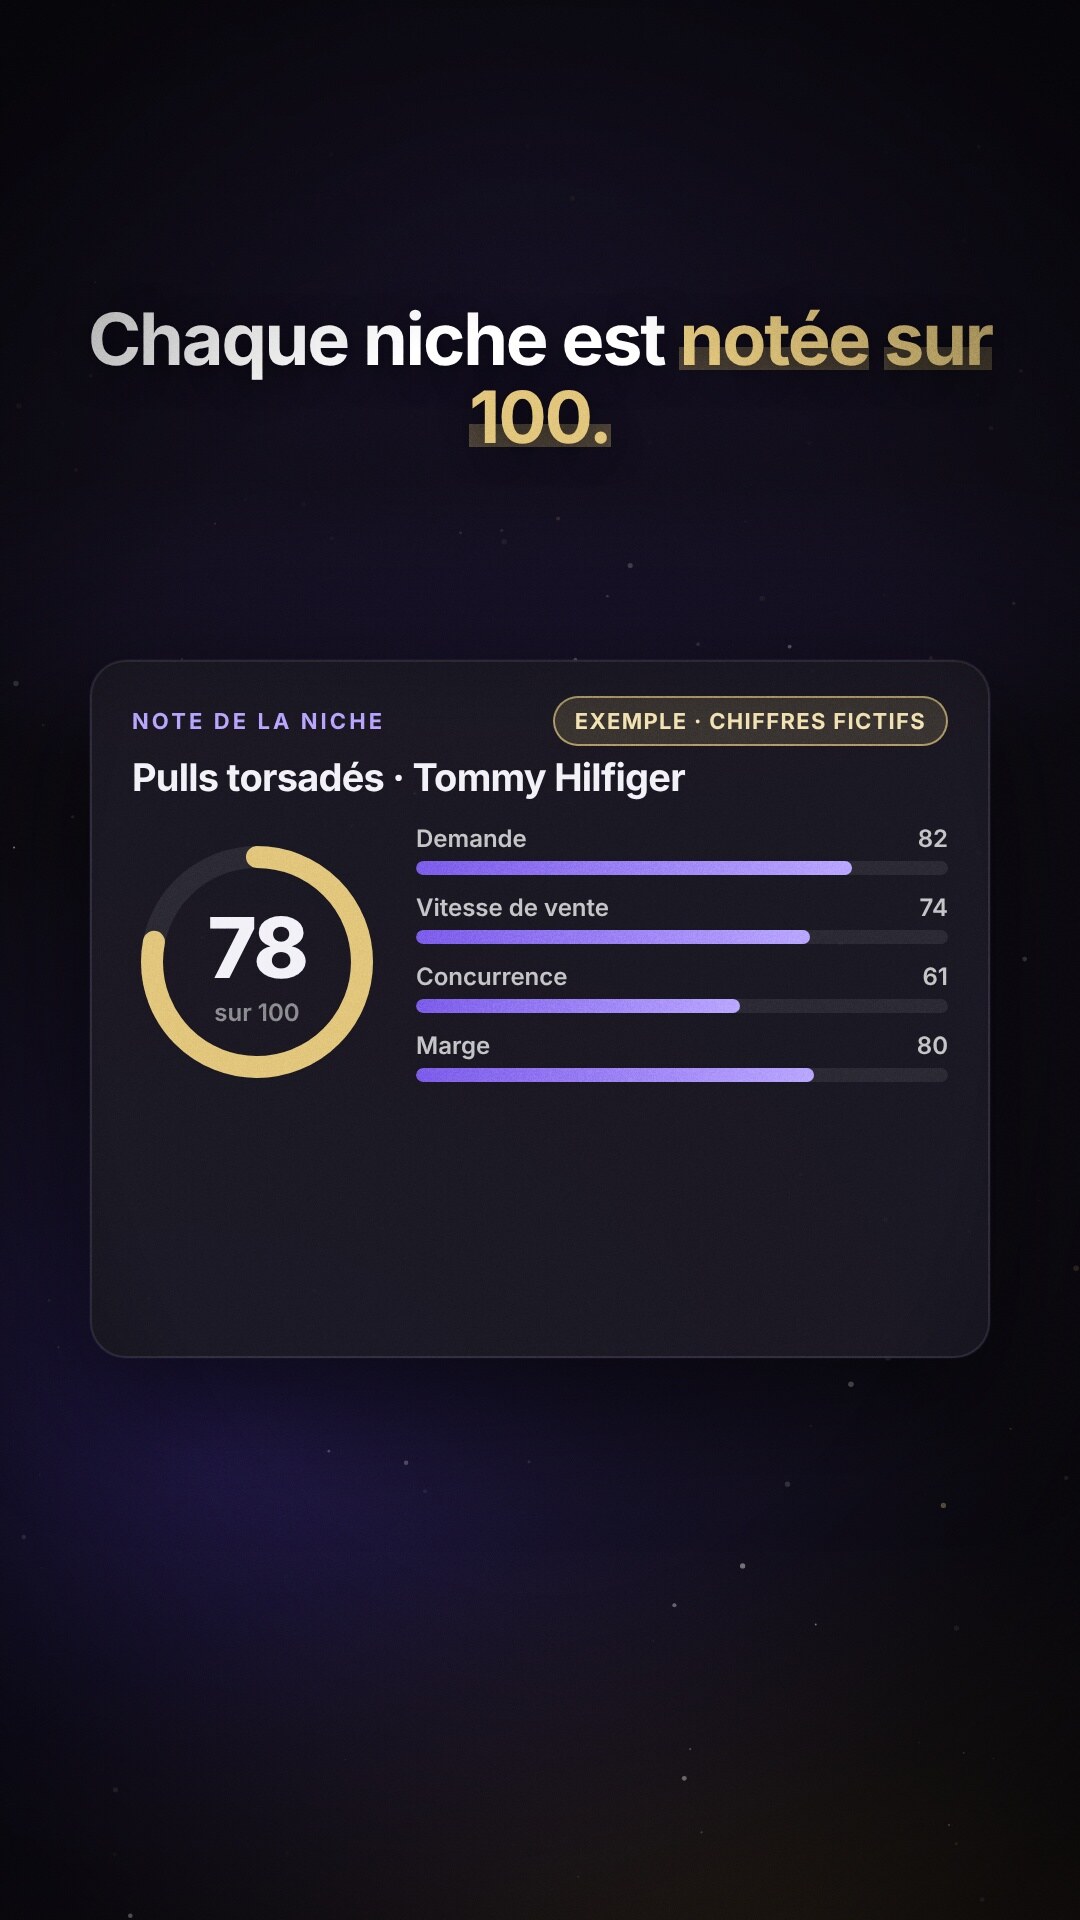 Chaque niche est notée sur
100.
NOTE DE LA NICHE
EXEMPLE · CHIFFRES FICTIFS
Pulls torsadés · Tommy Hilfiger
78
sur 100
Demande 82
Vitesse de vente 74
Concurrence 61
Marge 80